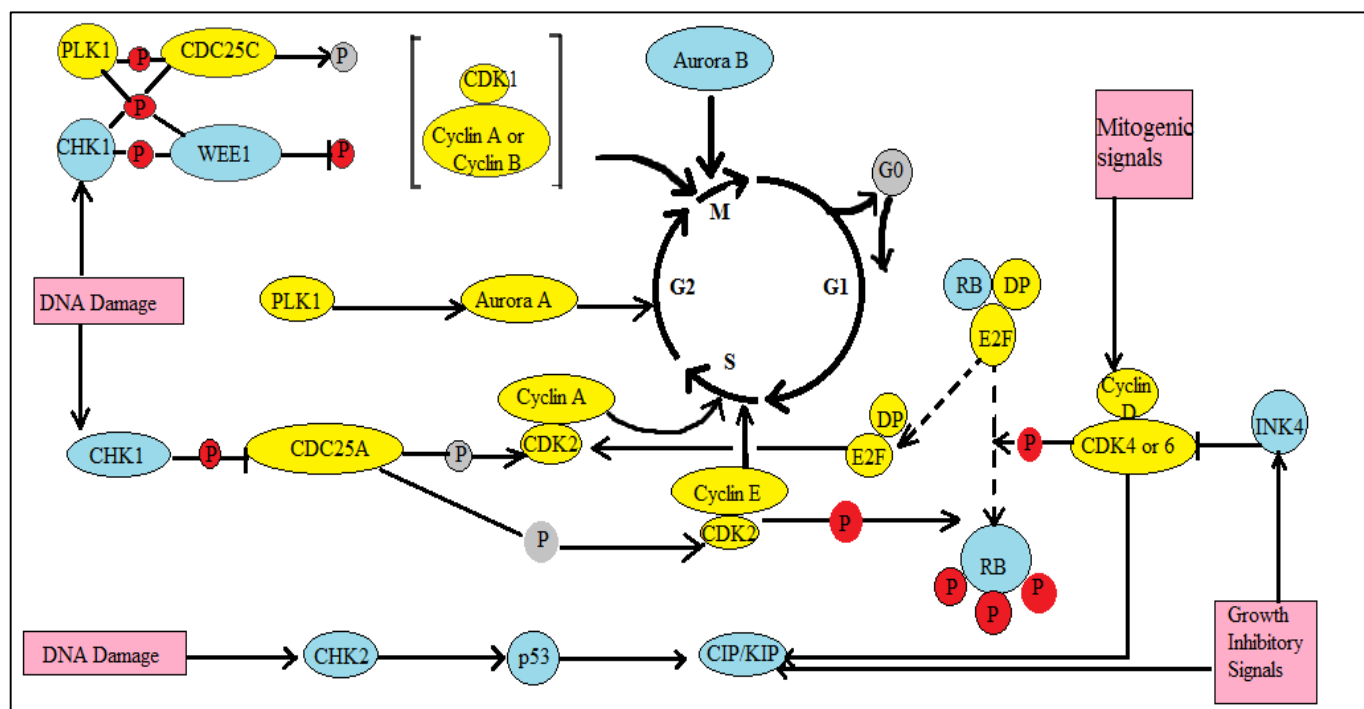 PLK1
P
CDC25C
P
P
CHK1
P
WEE1
P
CDK1
Cyclin A or
Cyclin B
Aurora B
Mitogenic
signals
G0
M
G2
G1
S
DNA Damage
PLK1
Aurora A
RB
DP
E2F
Cyclin
D
CDK4 or 6
P
INK4
Cyclin A
CDK2
DP
E2F
CHK1
P
CDC25A
P
Cyclin E
CDK2
P
P
RB
P
P
P
DNA Damage
CHK2
p53
CIP/KIP
Growth
Inhibitory
Signals